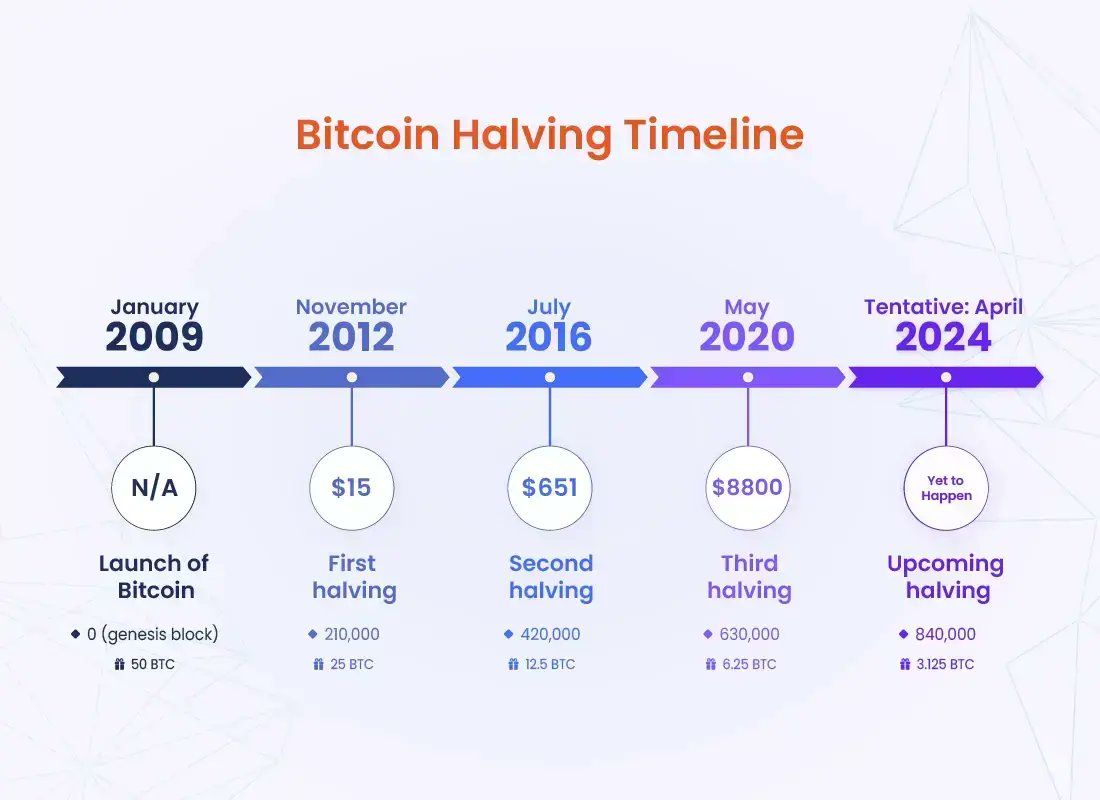 Bitcoin Halving Timeline
January
2009
November
2012
July
2016
May
2020
Tentative: April
2024
N/A
$15
$651
$8800
Yet to
Happen
Launch of
Bitcoin
First
halving
Second
halving
Third
halving
Upcoming
halving
0 (genesis block)
210,000
420,000
630,000
840,000
50 BTC
25 BTC
12.5 BTC
6.25 BTC
3.125 BTC